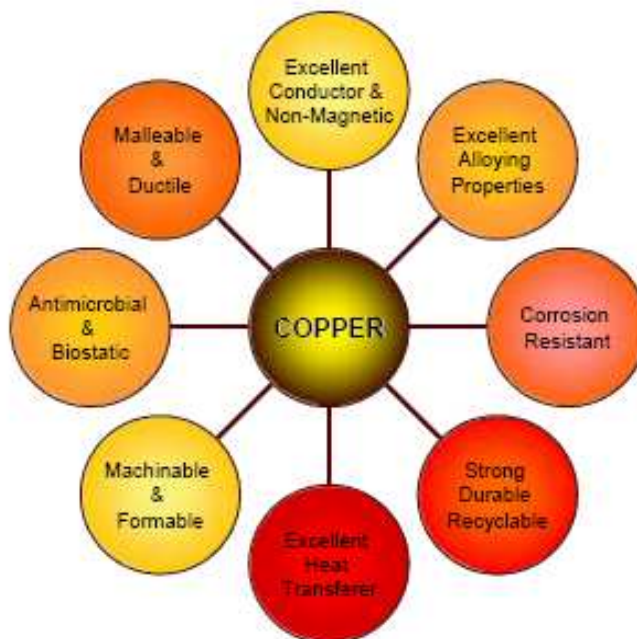 Excellent
Conductor &
Non-Magnetic
Malleable
&
Ductile
Excellent
Alloying
Properties
Antimicrobial
&
Biostatic
COPPER
Corrosion
Resistant
Machinable
&
Formable
Strong
Durable
Recyclable
Excellent
Heat
Transferer